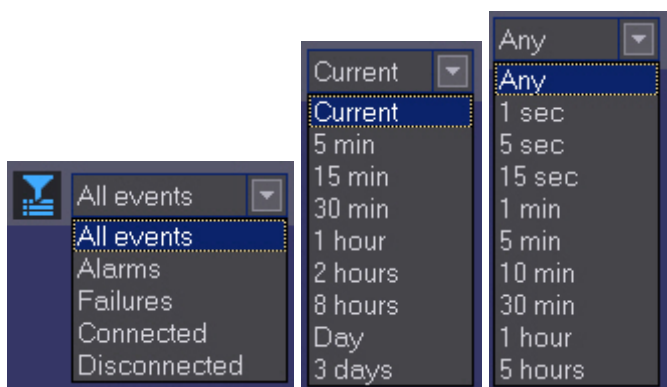 All events
All events
Alarms
Failures
Connected
Disconnected
Current
Current
5 min
15 min
30 min
1 hour
2 hours
8 hours
Day
3 days
Any
Any
1 sec
5 sec
15 sec
1 min
5 min
10 min
30 min
1 hour
5 hours